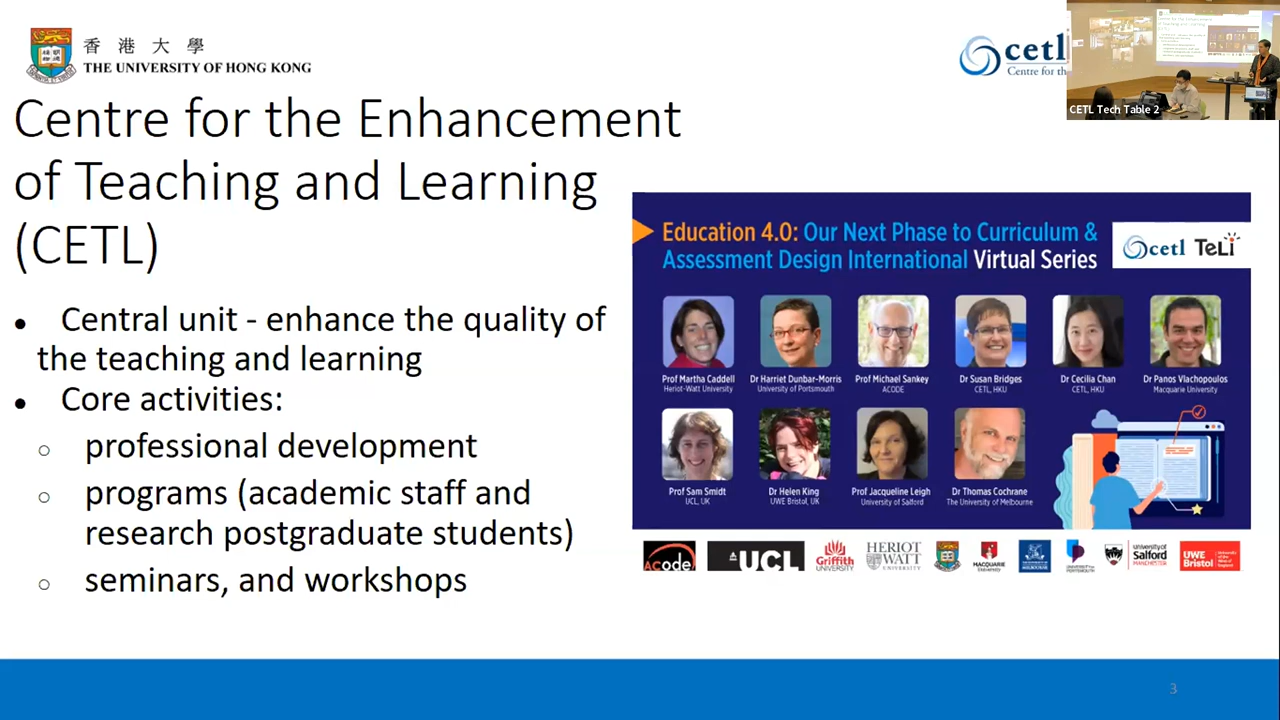 香港大學
THE UNIVERSITY OF HONG KONG
cetl
Centre for th
CETL Tech Table 2
Centre for the Enhancement
of Teaching and Learning
(CETL)
● Central unit - enhance the quality of
the teaching and learning
● Core activities:
○ professional development
○ programs (academic staff and
research postgraduate students)
○ seminars, and workshops
Education 4.0: Our Next Phase to Curriculum &
Assessment Design International Virtual Series
cetl TeLi
Prof Martha Caddell
Heriot-Watt University
Dr Harriet Dunbar-Morris
University of Portsmouth
Prof Michael Sankey
ACODE
Dr Susan Bridges
CETL, HKU
Dr Cecilia Chan
CETL, HKU
Dr Panos Vlachopoulos
Macquarie University
Prof Sam Smidt
UCL, UK
Dr Helen King
UWE Bristol, UK
Prof Jacqueline Leigh
University of Salford
Dr Thomas Cochrane
The University of Melbourne
ACODE
UCL
Griffith
UNIVERSITY
HERIOT
WATT
UNIVERSITY
MACQUARIE
University
University of
Salford
MANCHESTER
UWE
Bristol
3